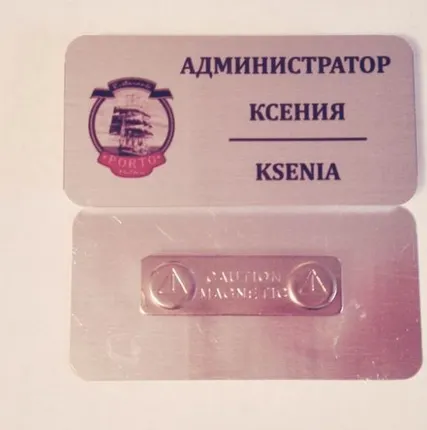 АДМИНИСТРАТОР
КСЕНИЯ
KSENIA
PORTO
CAUTION
MAGNETIC